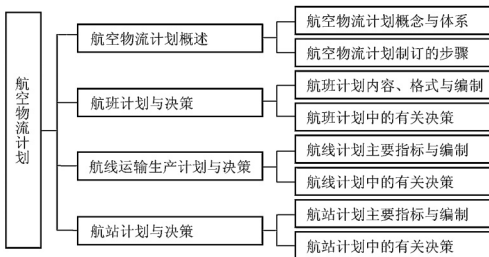 航空物流计划
航空物流计划概述
航空物流计划概念与体系
航空物流计划制订的步骤
航班计划与决策
航班计划内容、格式与编制
航班计划中的有关决策
航线运输生产计划与决策
航线计划主要指标与编制
航线计划中的有关决策
航站计划与决策
航站计划主要指标与编制
航站计划中的有关决策